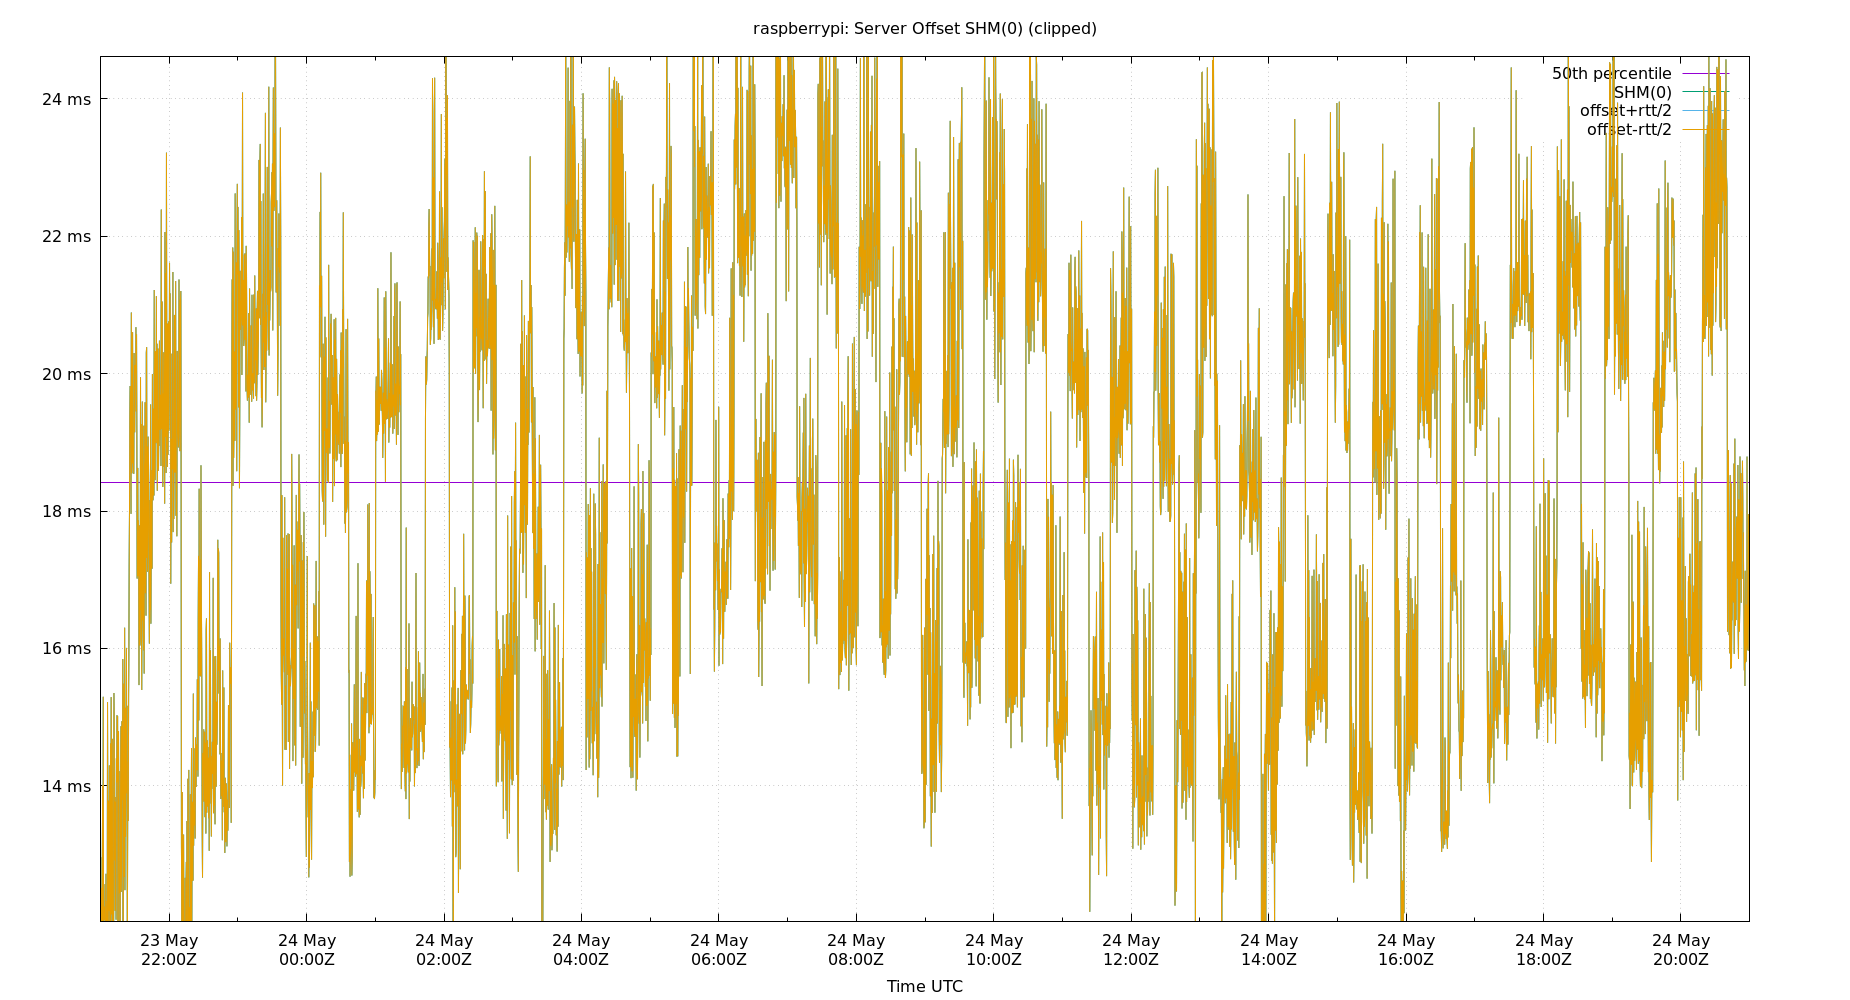 raspberrypi: Server Offset SHM(0) (clipped)
50th percentile
SHM(0)
offset+rtt/2
offset-rtt/2
24 ms
22 ms
20 ms
18 ms
16 ms
14 ms
23 May 24 May 24 May 24 May 24 May 24 May 24 May 24 May 24 May 24 May 24 May 24 May
22:00Z 00:00Z 02:00Z 04:00Z 06:00Z 08:00Z 10:00Z 12:00Z 14:00Z 16:00Z 18:00Z 20:00Z
Time UTC